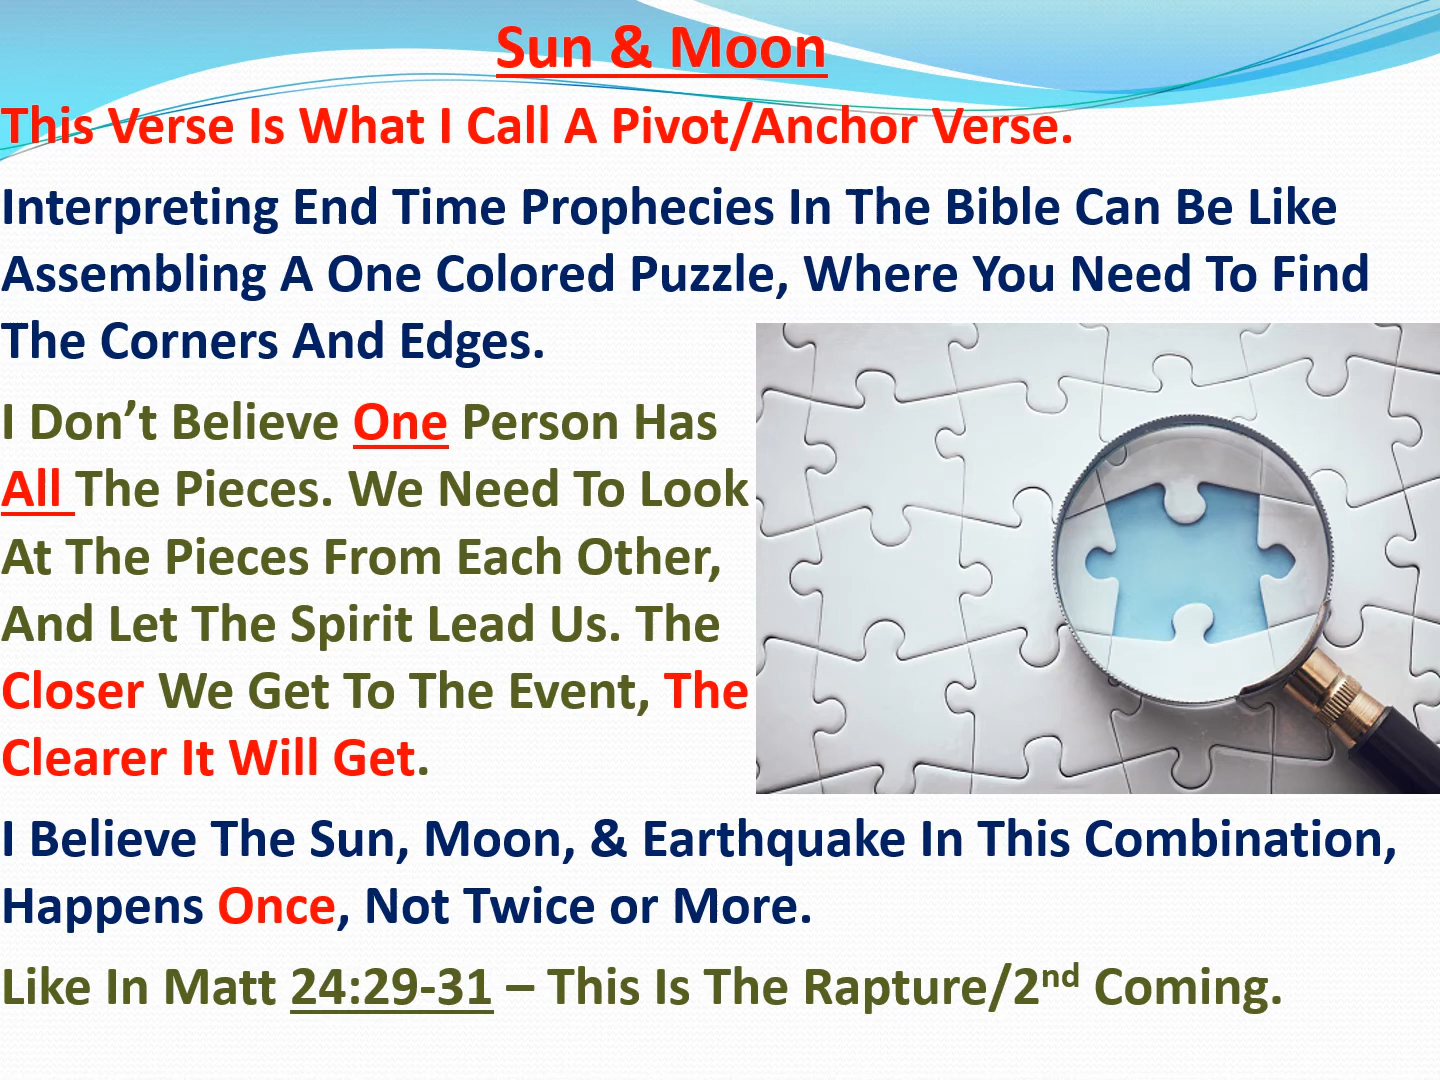 Sun & Moon
This Verse Is What I Call A Pivot/Anchor Verse.
Interpreting End Time Prophecies In The Bible Can Be Like
Assembling A One Colored Puzzle, Where You Need To Find
The Corners And Edges.
I Don’t Believe One Person Has
All The Pieces. We Need To Look
At The Pieces From Each Other,
And Let The Spirit Lead Us. The
Closer We Get To The Event, The
Clearer It Will Get.
I Believe The Sun, Moon, & Earthquake In This Combination,
Happens Once, Not Twice or More.
Like In Matt 24:29-31 – This Is The Rapture/2nd Coming.